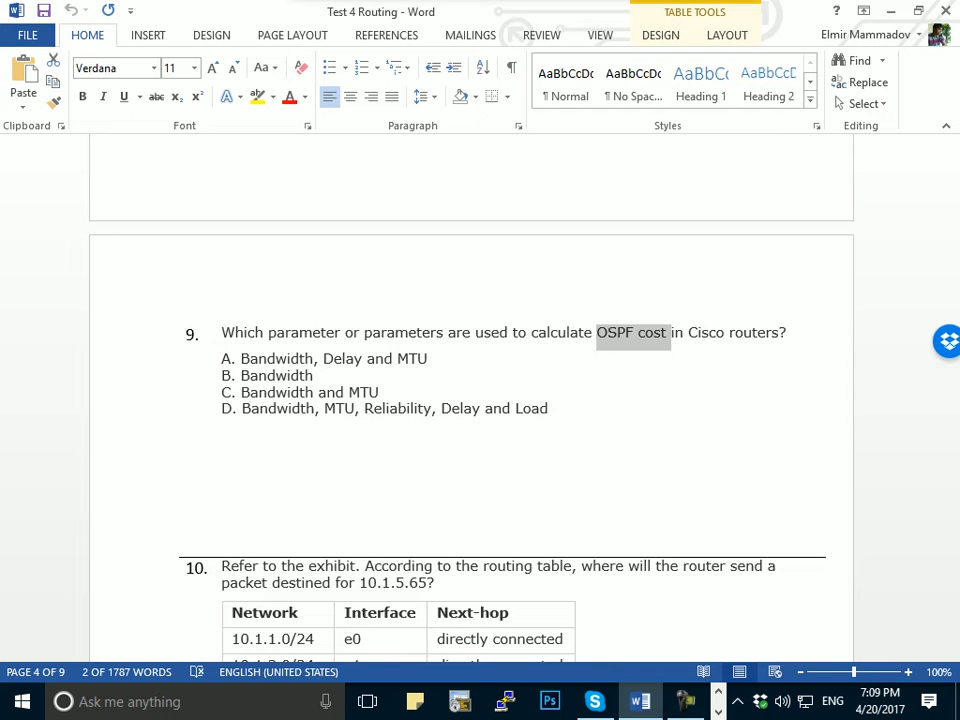 Test 4 Routing - Word
TABLE TOOLS
FILE HOME INSERT DESIGN PAGE LAYOUT REFERENCES MAILINGS REVIEW VIEW DESIGN LAYOUT Elmir Mammadov
Paste
Verdana 11
Aa
B I U abc x₂ x² A A
AaBbCcDc AaBbCcDc AaBbC AaBbCcD
¶ Normal ¶ No Spac... Heading 1 Heading 2
Find
Replace
Select
Clipboard Font Paragraph Styles Editing
9. Which parameter or parameters are used to calculate OSPF cost in Cisco routers?
A. Bandwidth, Delay and MTU
B. Bandwidth
C. Bandwidth and MTU
D. Bandwidth, MTU, Reliability, Delay and Load
10. Refer to the exhibit. According to the routing table, where will the router send a
packet destined for 10.1.5.65?
Network Interface Next-hop
10.1.1.0/24 e0 directly connected
PAGE 4 OF 9 2 OF 1787 WORDS ENGLISH (UNITED STATES) 100%
Ask me anything
ENG
7:09 PM
4/20/2017